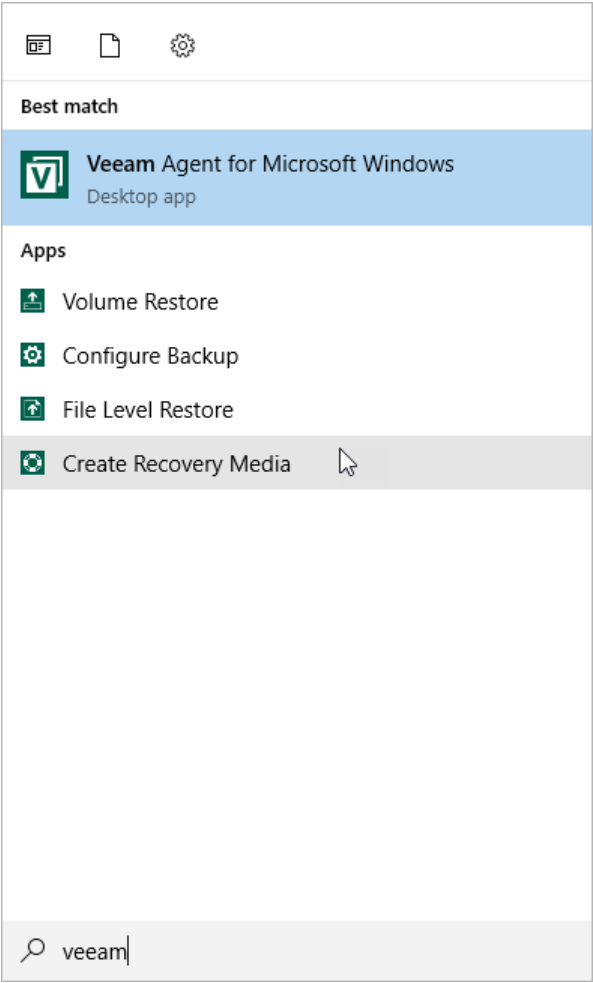 Best match
Veeam Agent for Microsoft Windows
Desktop app
Apps
Volume Restore
Configure Backup
File Level Restore
Create Recovery Media
veeam